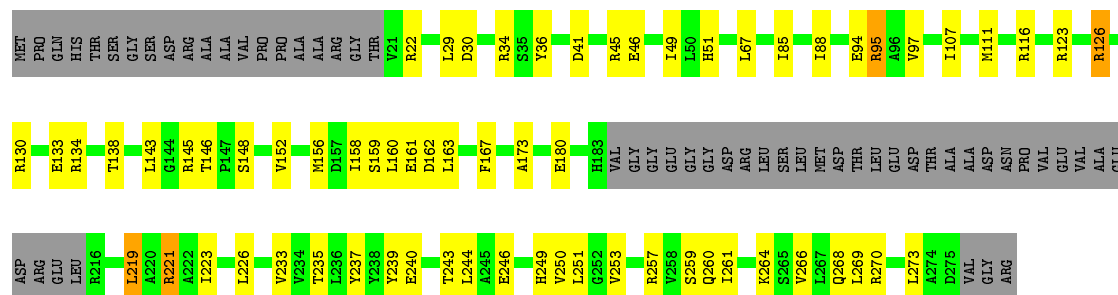 MET PRO GLN HIS THR SER GLY SER ASP ARG ALA ALA VAL PRO PRO ALA ALA ARG GLY THR V21 R22 L29 D30 R34 S35 Y36 D41 R45 E46 I49 L50 H51 L67 I85 I88 E94 R95 A96 V97 I107 M111 R116 R123 R126
R130 E133 R134 T138 L143 G144 R145 T146 P147 S148 V152 M156 D157 I158 S159 L160 E161 D162 L163 F167 A173 E180 H183 VAL GLY GLY GLU GLY GLY ASP ARG LEU SER LEU MET ASP THR LEU GLU ASP THR ALA ALA ASP ASN PRO VAL GLU VAL ALA GLU
ASP ARG GLU LEU R216 L219 A220 R221 A222 I223 L226 V233 V234 T235 L236 Y237 Y238 Y239 E240 T243 L244 A245 E246 H249 V250 L251 G252 V253 R257 V258 S259 Q260 I261 K264 S265 V266 L267 Q268 L269 R270 L273 A274 D275 VAL GLY ARG